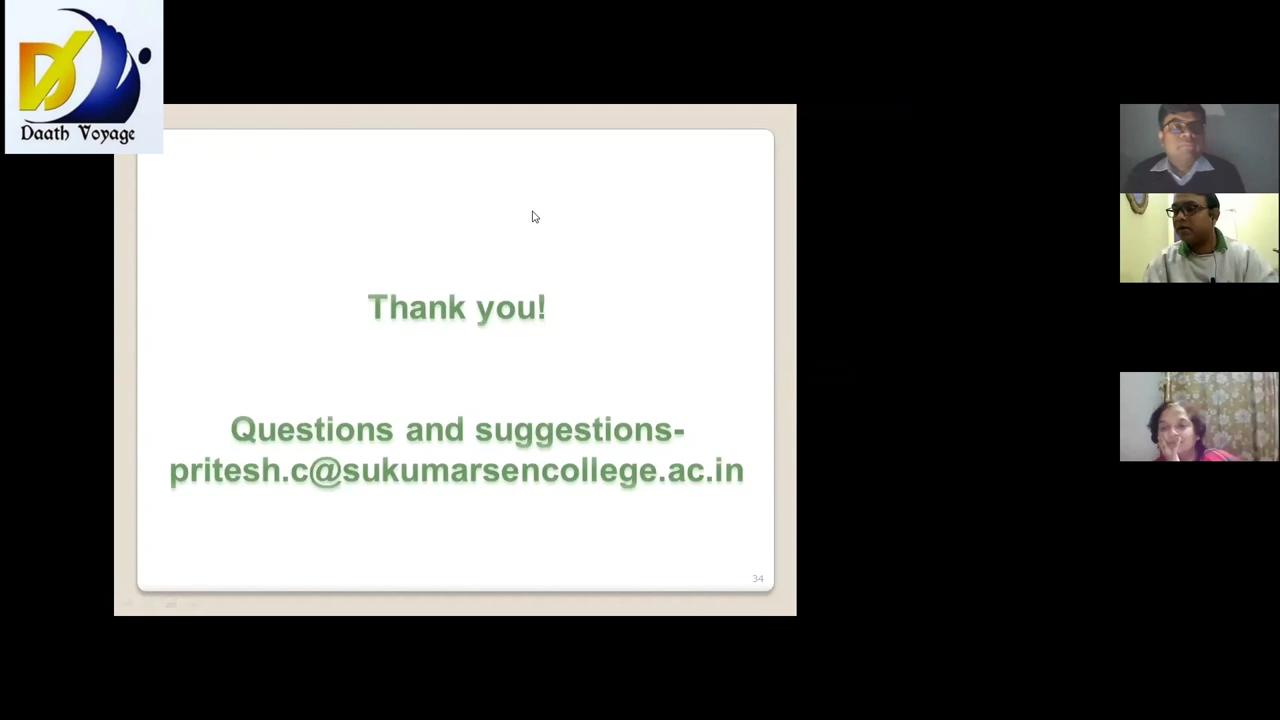 Daath Voyage
Thank you!
Questions and suggestions-
pritesh.c@sukumarsencollege.ac.in
34